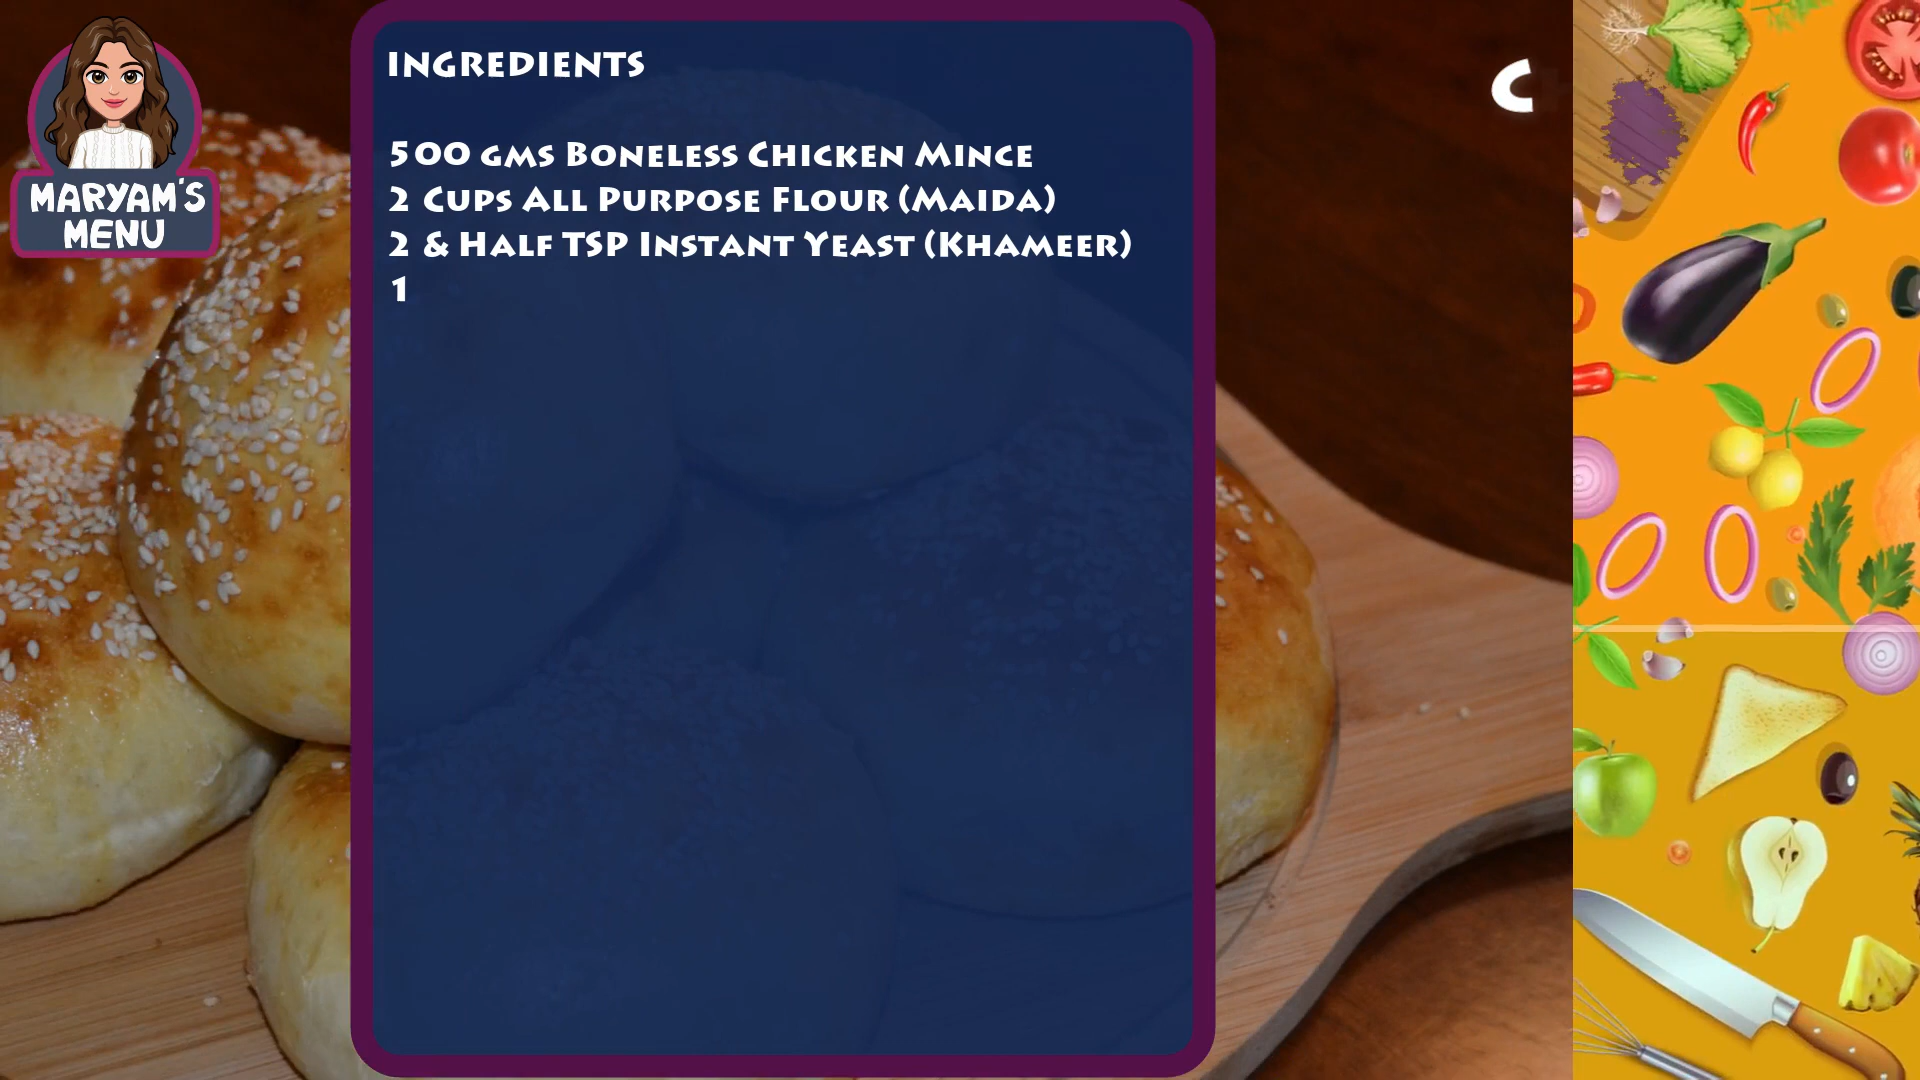 MARYAM'S
MENU
INGREDIENTS
500 GMS BONELESS CHICKEN MINCE
2 CUPS ALL PURPOSE FLOUR (MAIDA)
2 & HALF TSP INSTANT YEAST (KHAMEER)
1
C